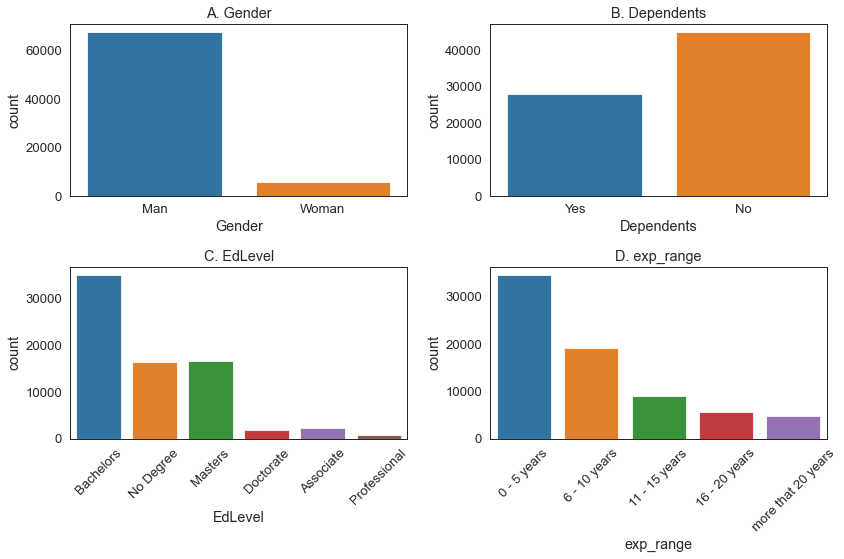 A. Gender
60000
40000
20000
0
count
Man
Woman
Gender
B. Dependents
40000
30000
20000
10000
0
count
Yes
No
Dependents
C. EdLevel
30000
20000
10000
0
count
Bachelors
No Degree
Masters
Doctorate
Associate
Professional
EdLevel
D. exp_range
30000
20000
10000
0
count
0 - 5 years
6 - 10 years
11 - 15 years
16 - 20 years
more that 20 years
exp_range